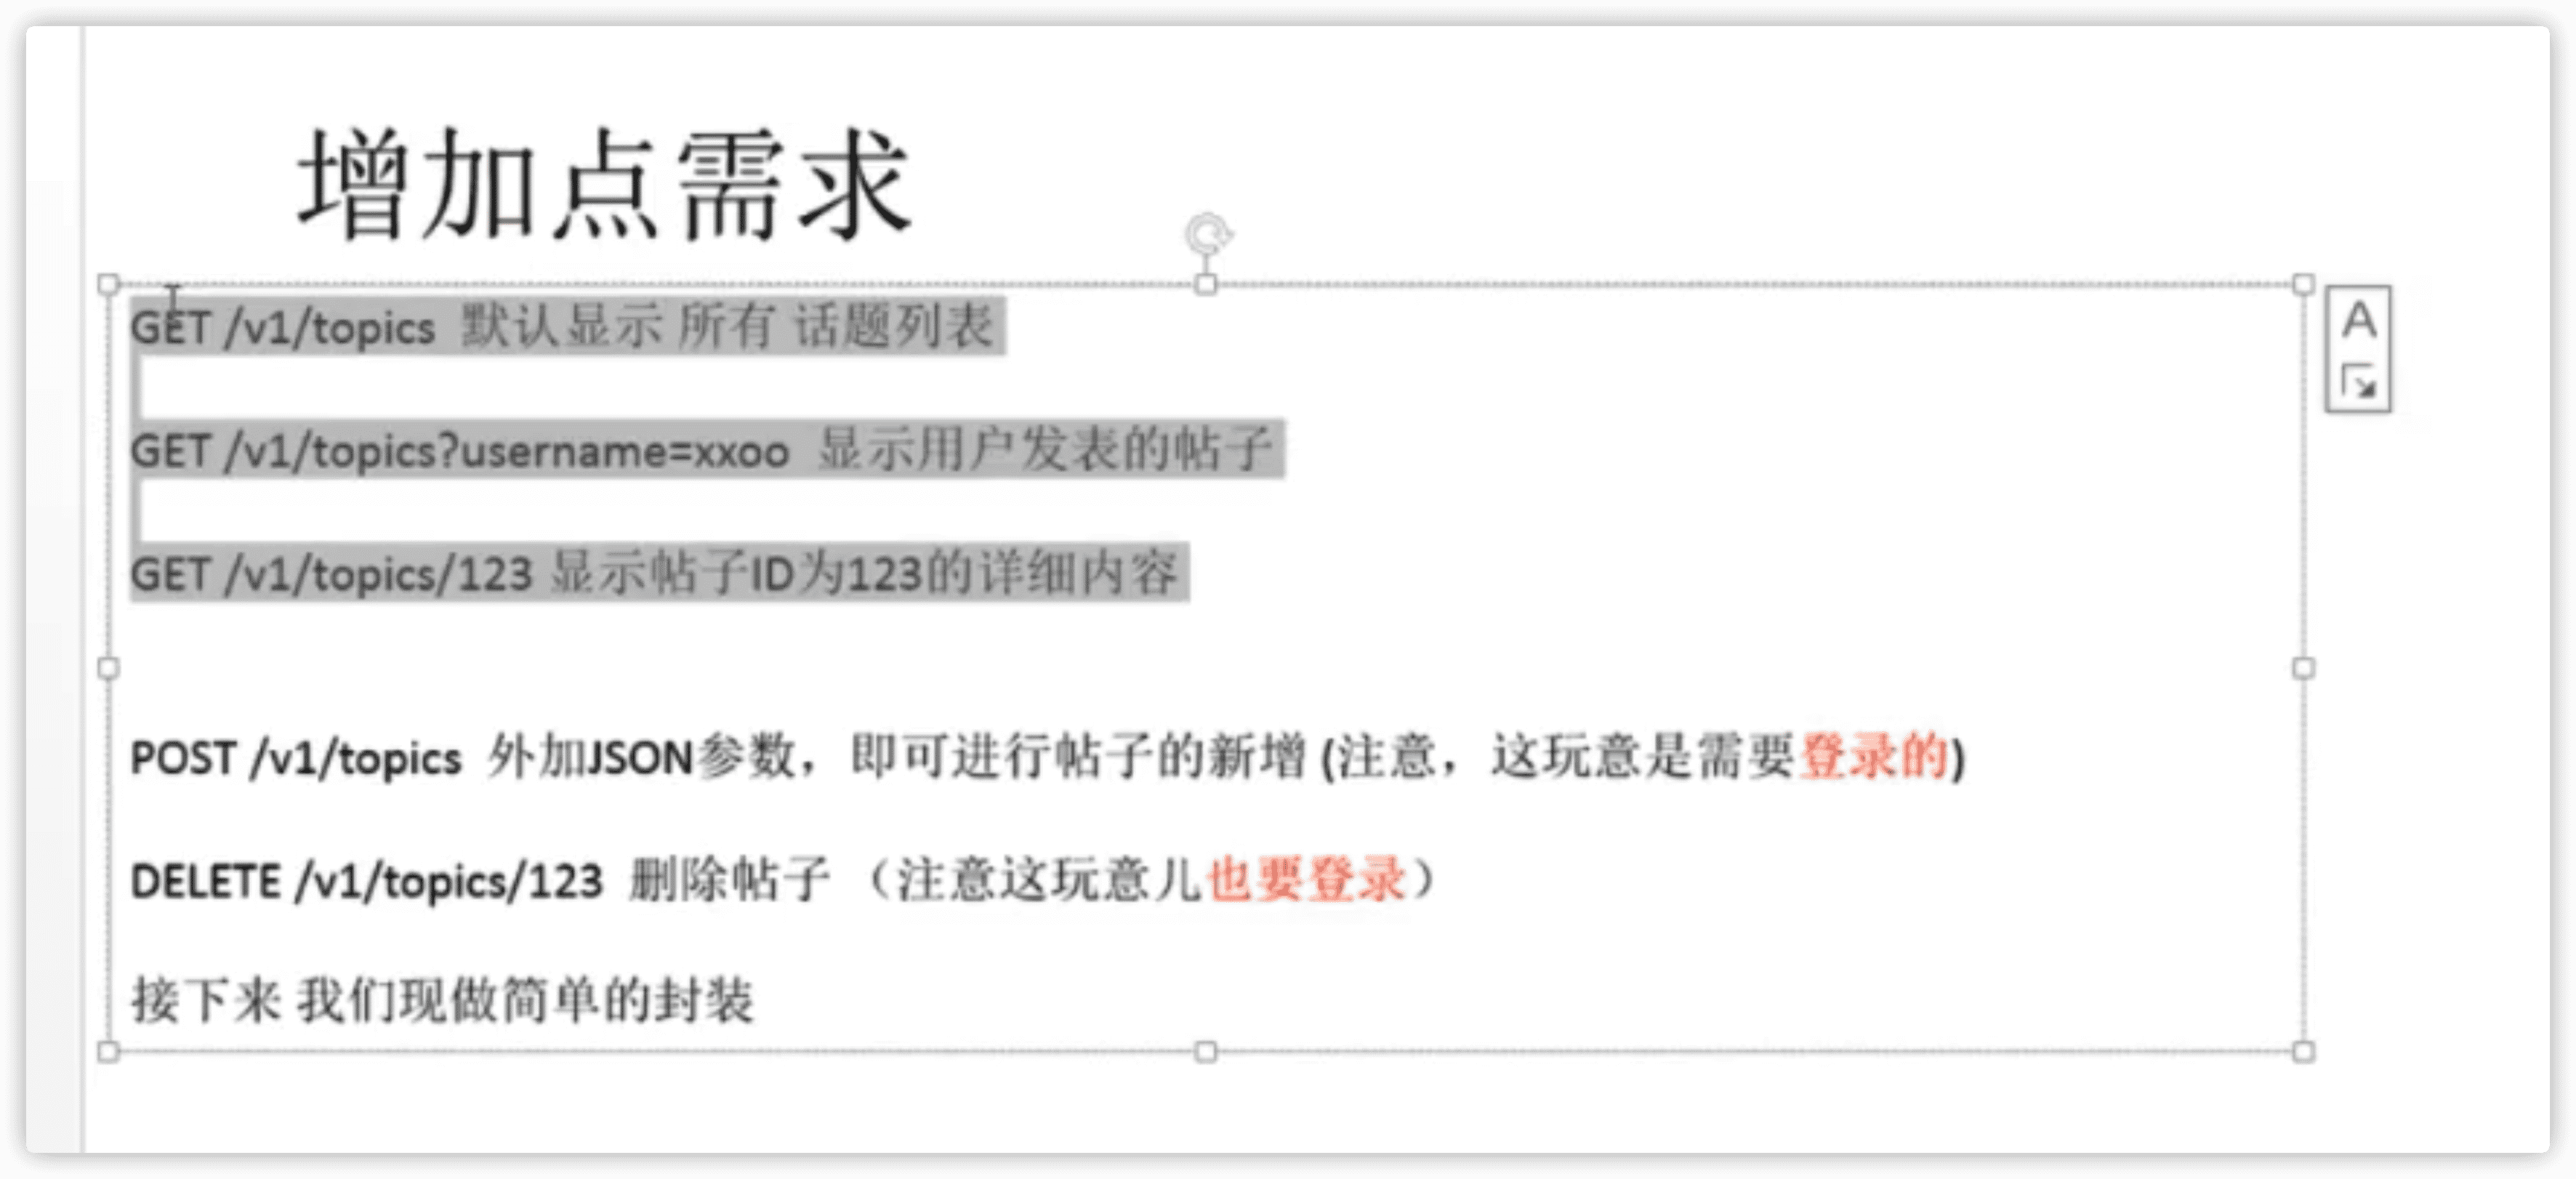 增加点需求
GET /v1/topics 默认显示 所有 话题列表
GET /v1/topics?username=xxoo 显示用户发表的帖子
GET /v1/topics/123 显示帖子ID为123的详细内容
POST /v1/topics 外加JSON参数，即可进行帖子的新增 (注意，这玩意是需要登录的)
DELETE /v1/topics/123 删除帖子 （注意这玩意儿也要登录）
接下来 我们现做简单的封装
A